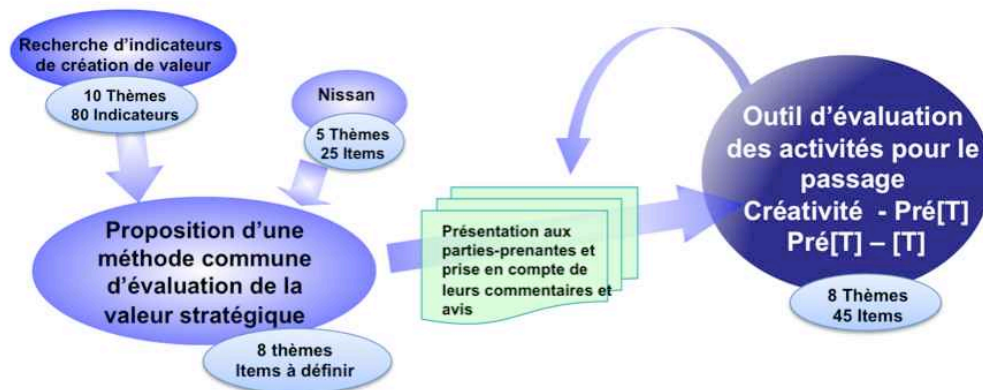 Recherche d'indicateurs
de création de valeur
10 Thèmes
80 Indicateurs
Nissan
5 Thèmes
25 Items
Proposition d'une
méthode commune
d'évaluation de la
valeur stratégique
8 thèmes
Items à définir
Présentation aux
parties-prenantes et
prise en compte de
leurs commentaires et
avis
Outil d'évaluation
des activités pour le
passage
Créativité - Pré[T]
Pré[T] – [T]
8 Thèmes
45 Items